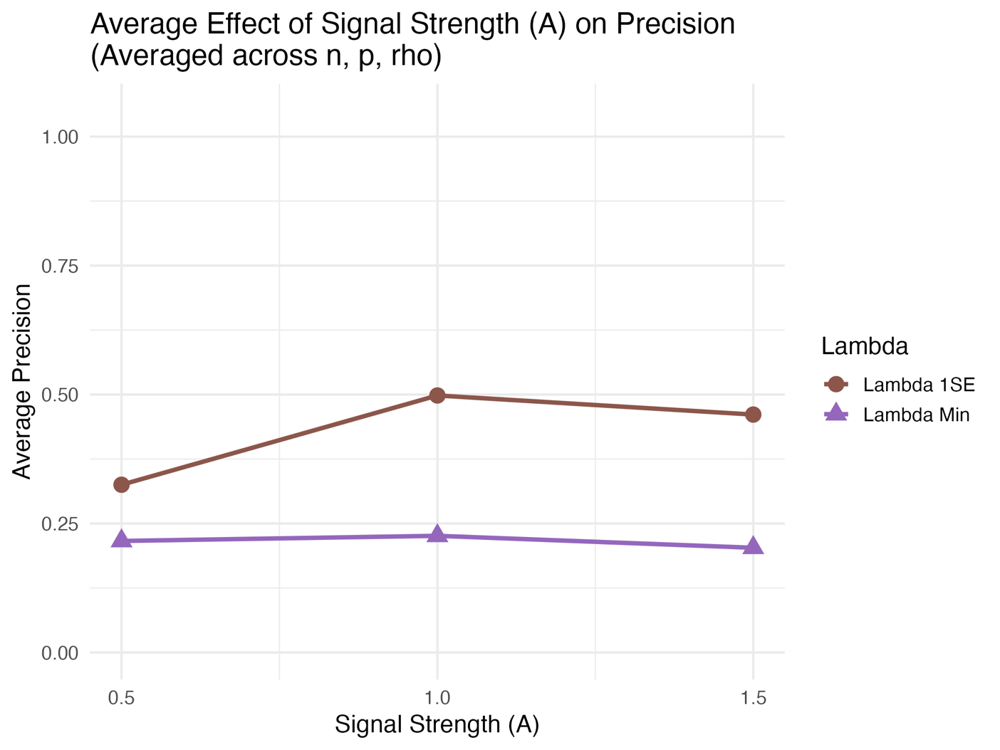 Average Effect of Signal Strength (A) on Precision
(Averaged across n, p, rho)
1.00
0.75
0.50
0.25
0.00
Average Precision
0.5
1.0
1.5
Signal Strength (A)
Lambda
Lambda 1SE
Lambda Min